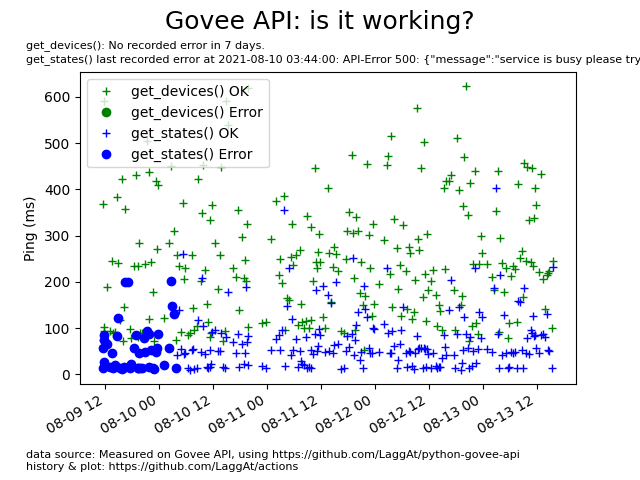 Govee API: is it working?
get_devices(): No recorded error in 7 days.
get_states() last recorded error at 2021-08-10 03:44:00: API-Error 500: {"message":"service is busy please try
get_devices() OK
get_devices() Error
get_states() OK
get_states() Error
Ping (ms)
600
500
400
300
200
100
0
08-09 12
08-10 00
08-10 12
08-11 00
08-11 12
08-12 00
08-12 12
08-13 00
08-13 12
data source: Measured on Govee API, using https://github.com/LaggAt/python-govee-api
history & plot: https://github.com/LaggAt/actions